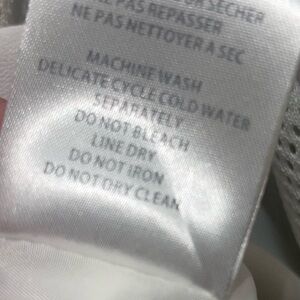 SÉCHER
NE PAS REPASSER
NE PAS NETTOYER A SEC
MACHINE WASH
DELICATE CYCLE COLD WATER
SEPARATELY
DO NOT BLEACH
LINE DRY
DO NOT IRON
DO NOT DRY CLEAN